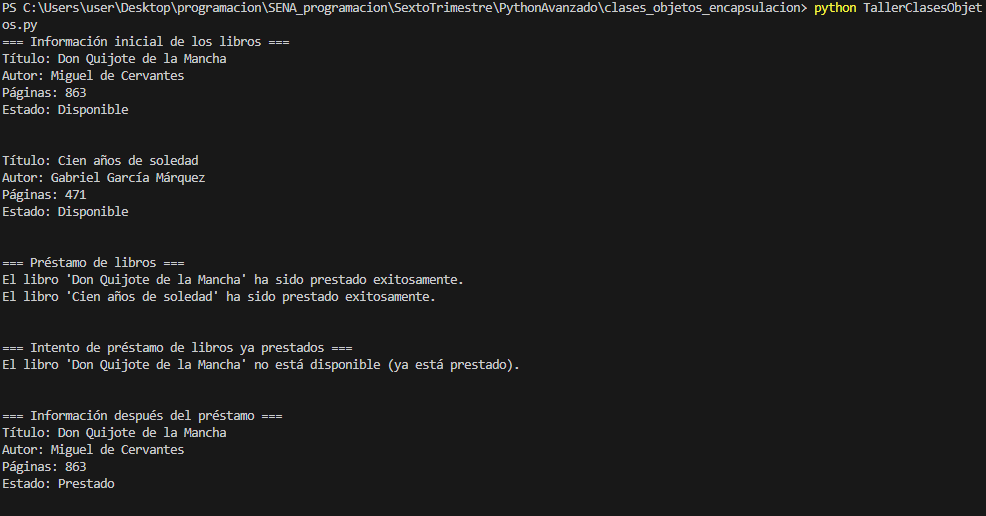 PS C:\Users\user\Desktop\programacion\SENA_programacion\SextoTrimestre\PythonAvanzado\clases_objetos_encapsulacion> python TallerClasesObjet
os.py
=== Información inicial de los libros ===
Título: Don Quijote de la Mancha
Autor: Miguel de Cervantes
Páginas: 863
Estado: Disponible
Título: Cien años de soledad
Autor: Gabriel García Márquez
Páginas: 471
Estado: Disponible
=== Préstamo de libros ===
El libro 'Don Quijote de la Mancha' ha sido prestado exitosamente.
El libro 'Cien años de soledad' ha sido prestado exitosamente.
=== Intento de préstamo de libros ya prestados ===
El libro 'Don Quijote de la Mancha' no está disponible (ya está prestado).
=== Información después del préstamo ===
Título: Don Quijote de la Mancha
Autor: Miguel de Cervantes
Páginas: 863
Estado: Prestado